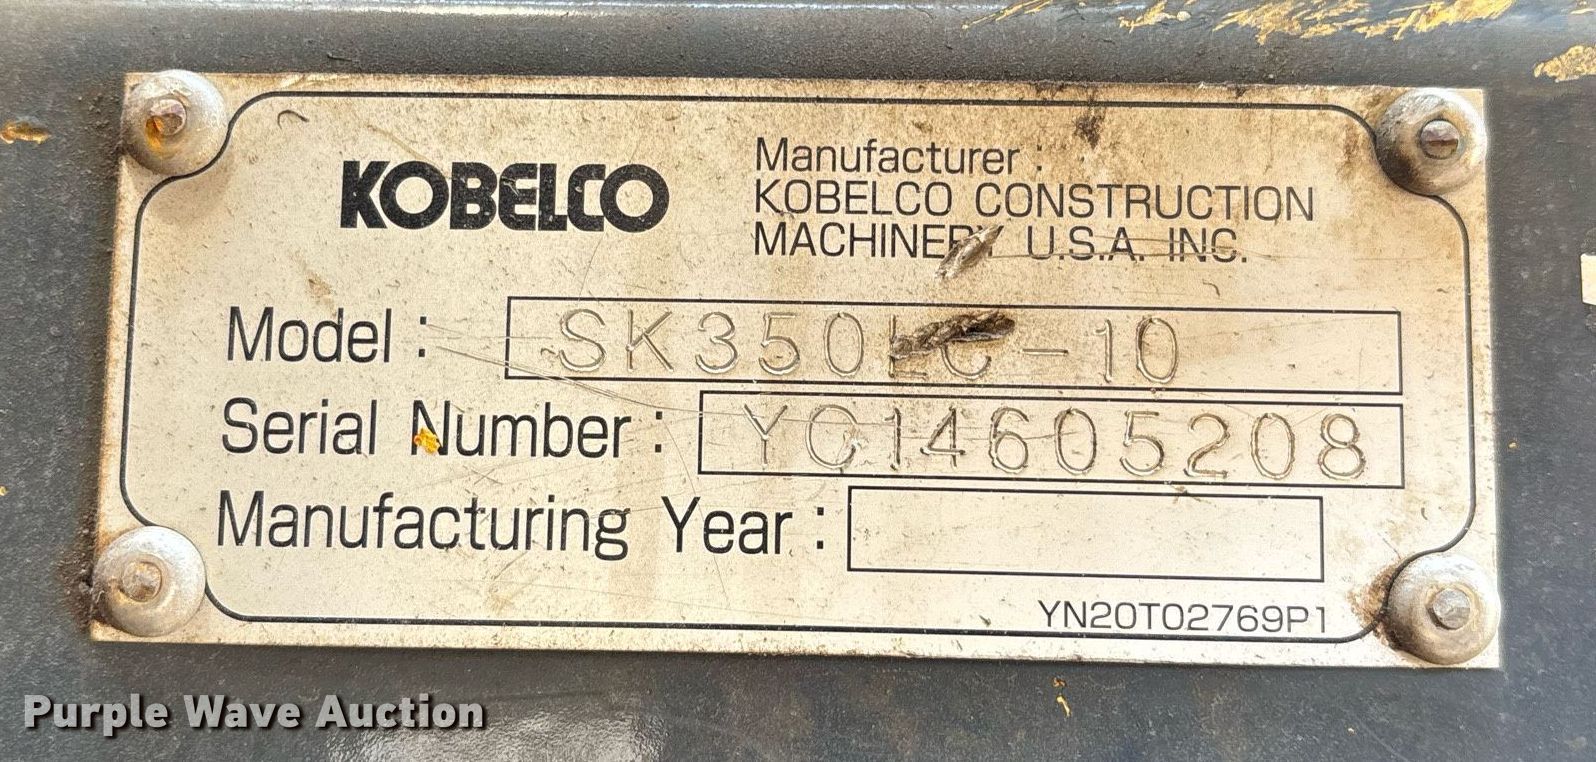 KOBELCO
Manufacturer :
KOBELCO CONSTRUCTION
MACHINERY U.S.A. INC.
Model : SK350LC-10
Serial Number : YC14605208
Manufacturing Year :
YN20T02769P1
Purple Wave Auction